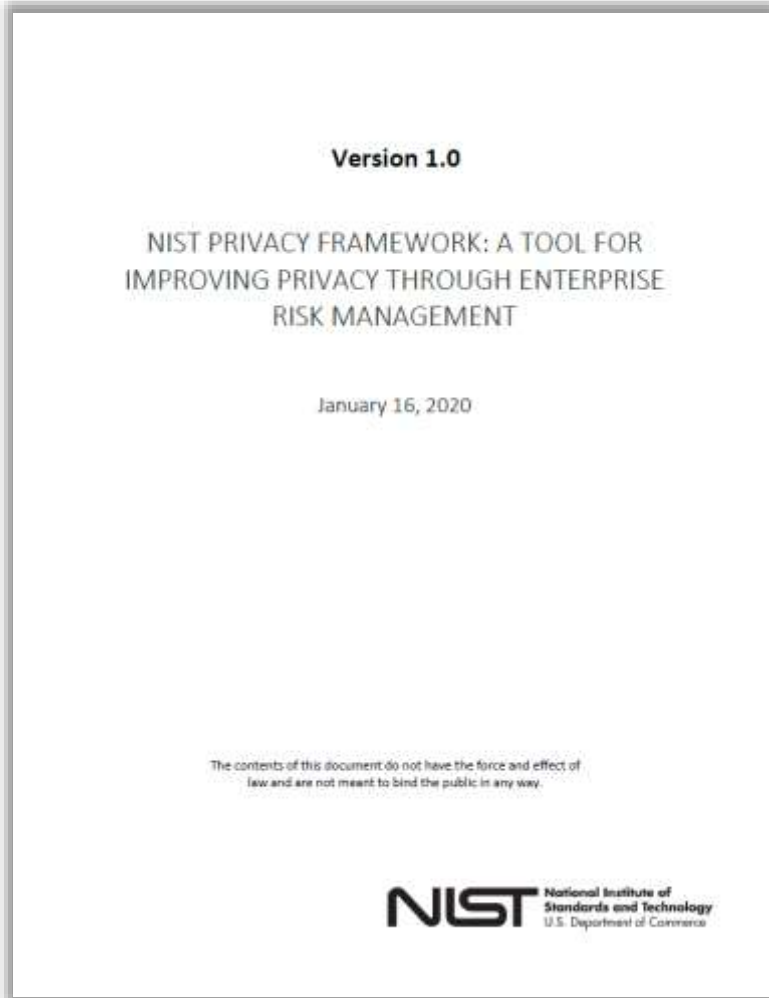 Version 1.0
NIST PRIVACY FRAMEWORK: A TOOL FOR
IMPROVING PRIVACY THROUGH ENTERPRISE
RISK MANAGEMENT
January 16, 2020
The contents of this document do not have the force and effect of
law and are not meant to bind the public in any way.
NIST
National Institute of
Standards and Technology
U.S. Department of Commerce